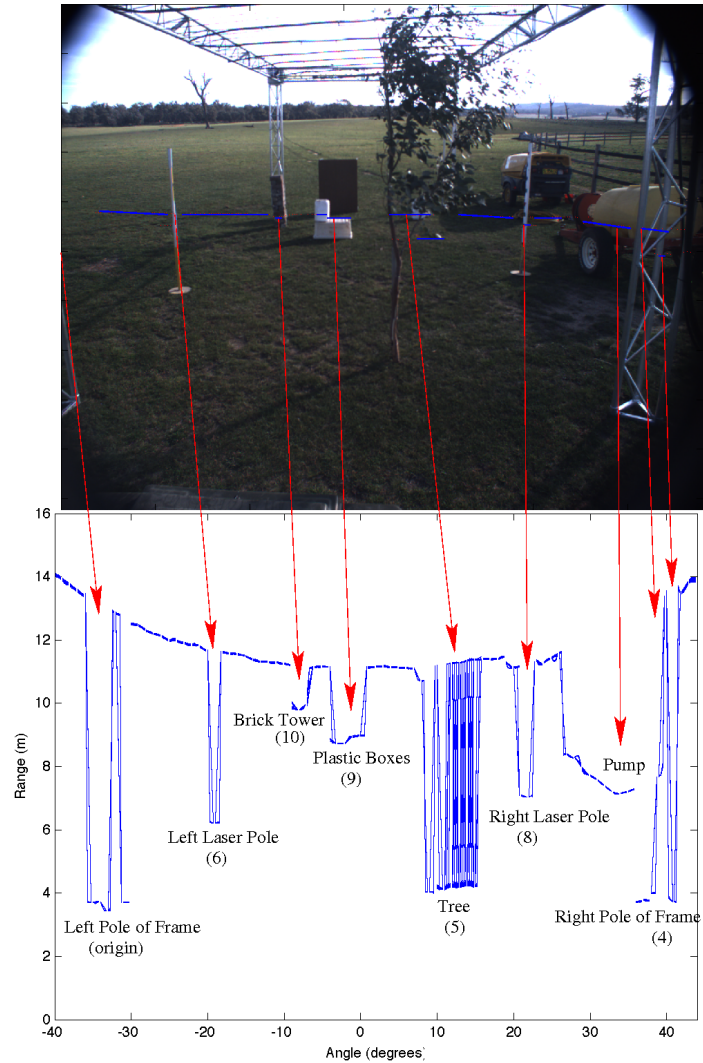 16
14
12
10
8
6
4
2
0
Range (m)
Brick Tower
(10)
Plastic Boxes
(9)
Pump
Left Laser Pole
(6)
Right Laser Pole
(8)
Left Pole of Frame
(origin)
Tree
(5)
Right Pole of Frame
(4)
-40 -30 -20 -10 0 10 20 30 40
Angle (degrees)